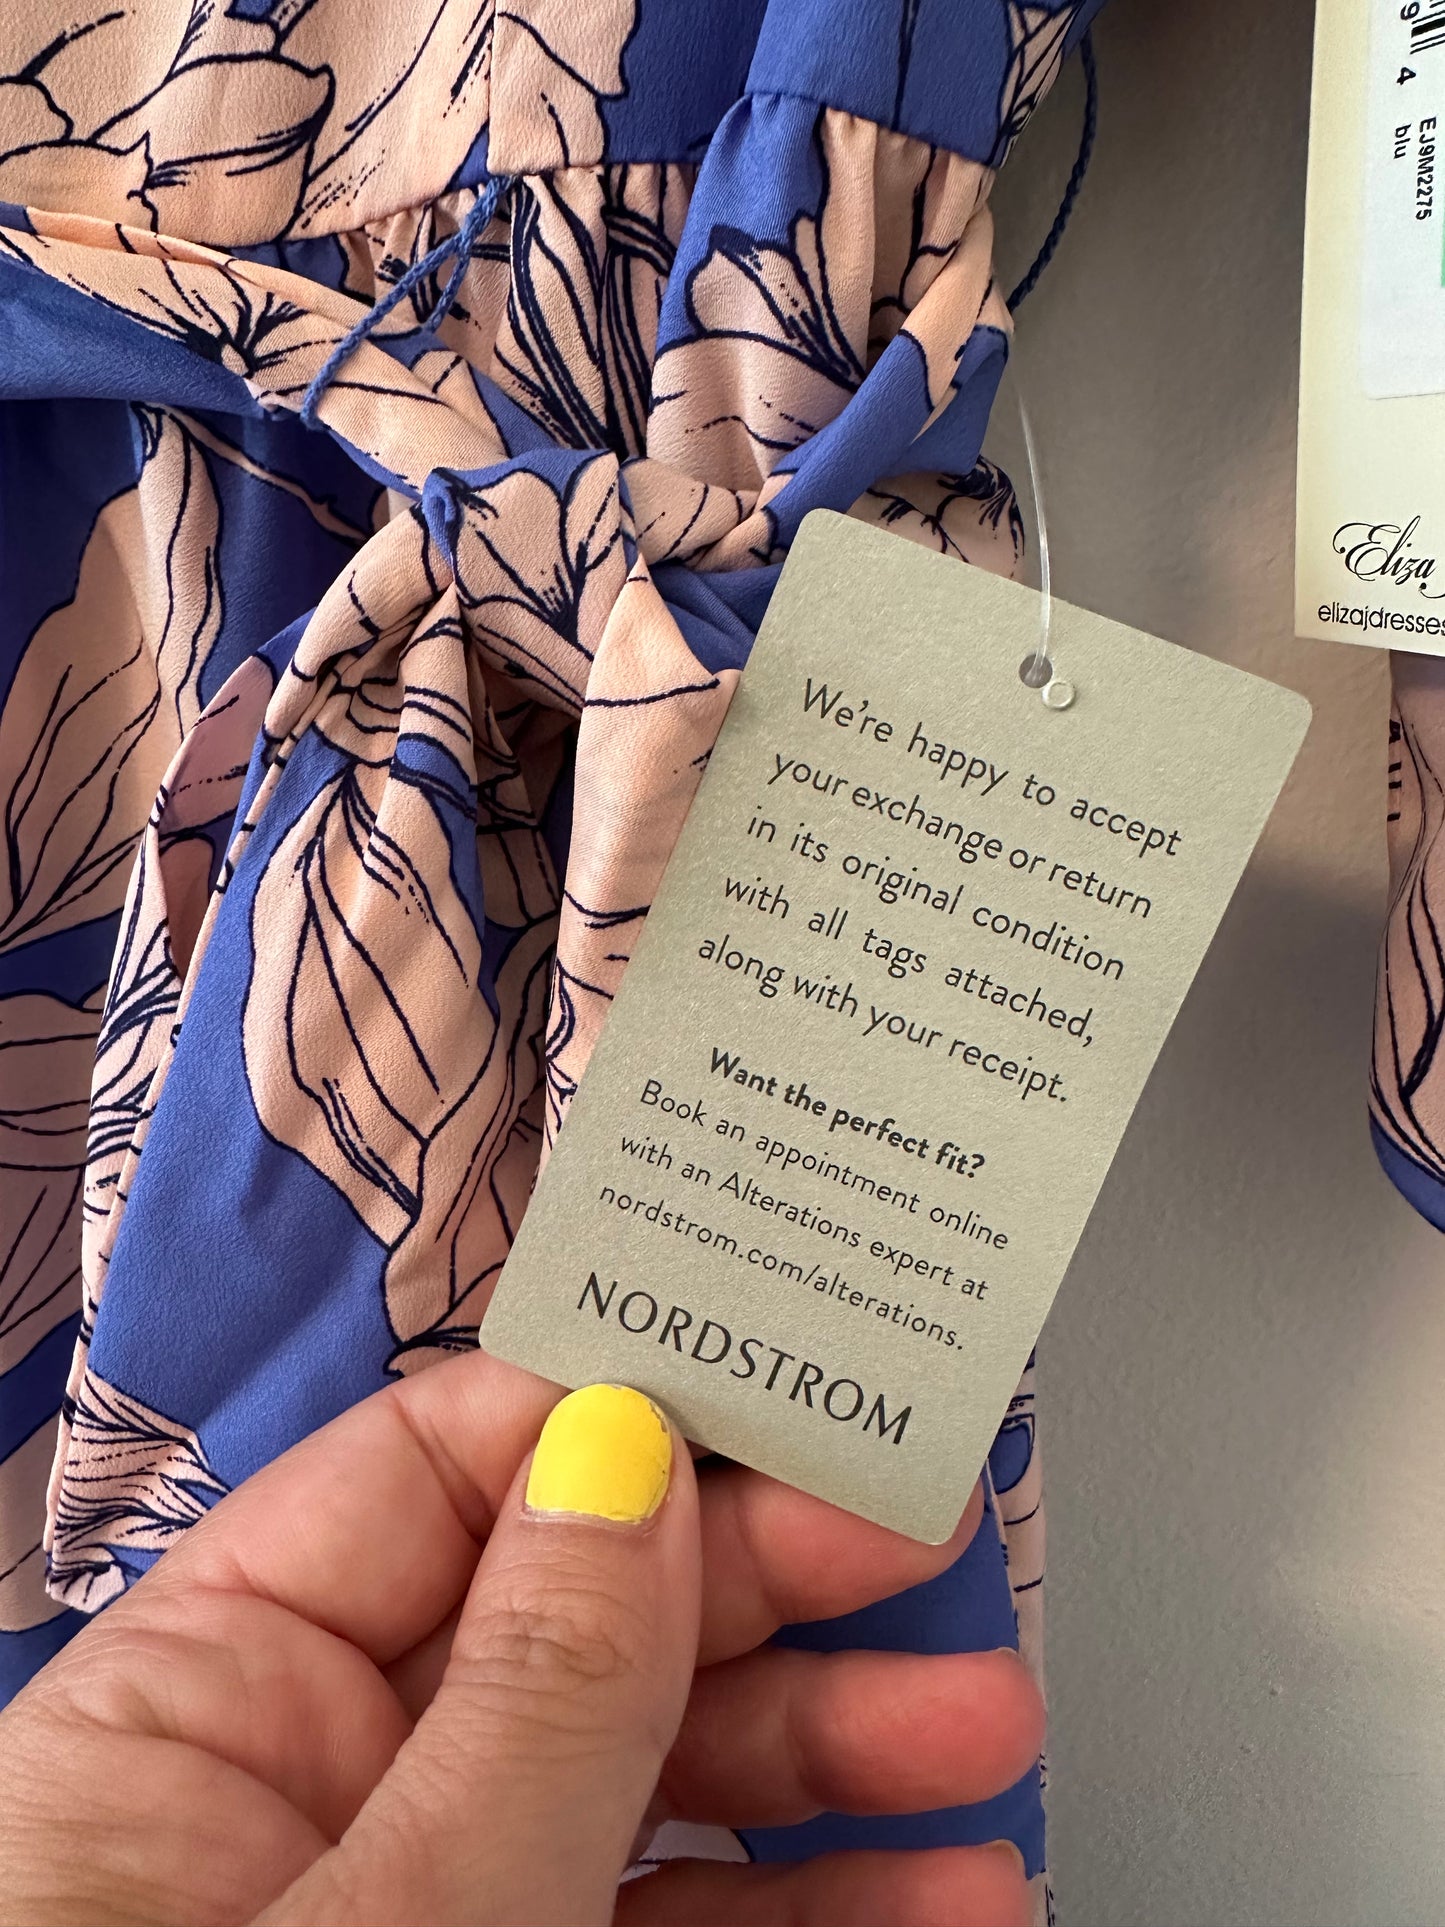 We're happy to accept
your exchange or return
in its original condition
with all tags attached,
along with your receipt.
Want the perfect fit?
Book an appointment online
with an Alterations expert at
nordstrom.com/alterations.
NORDSTROM
9 4
EJ9M2275
blu
Eliza
elizajdresses